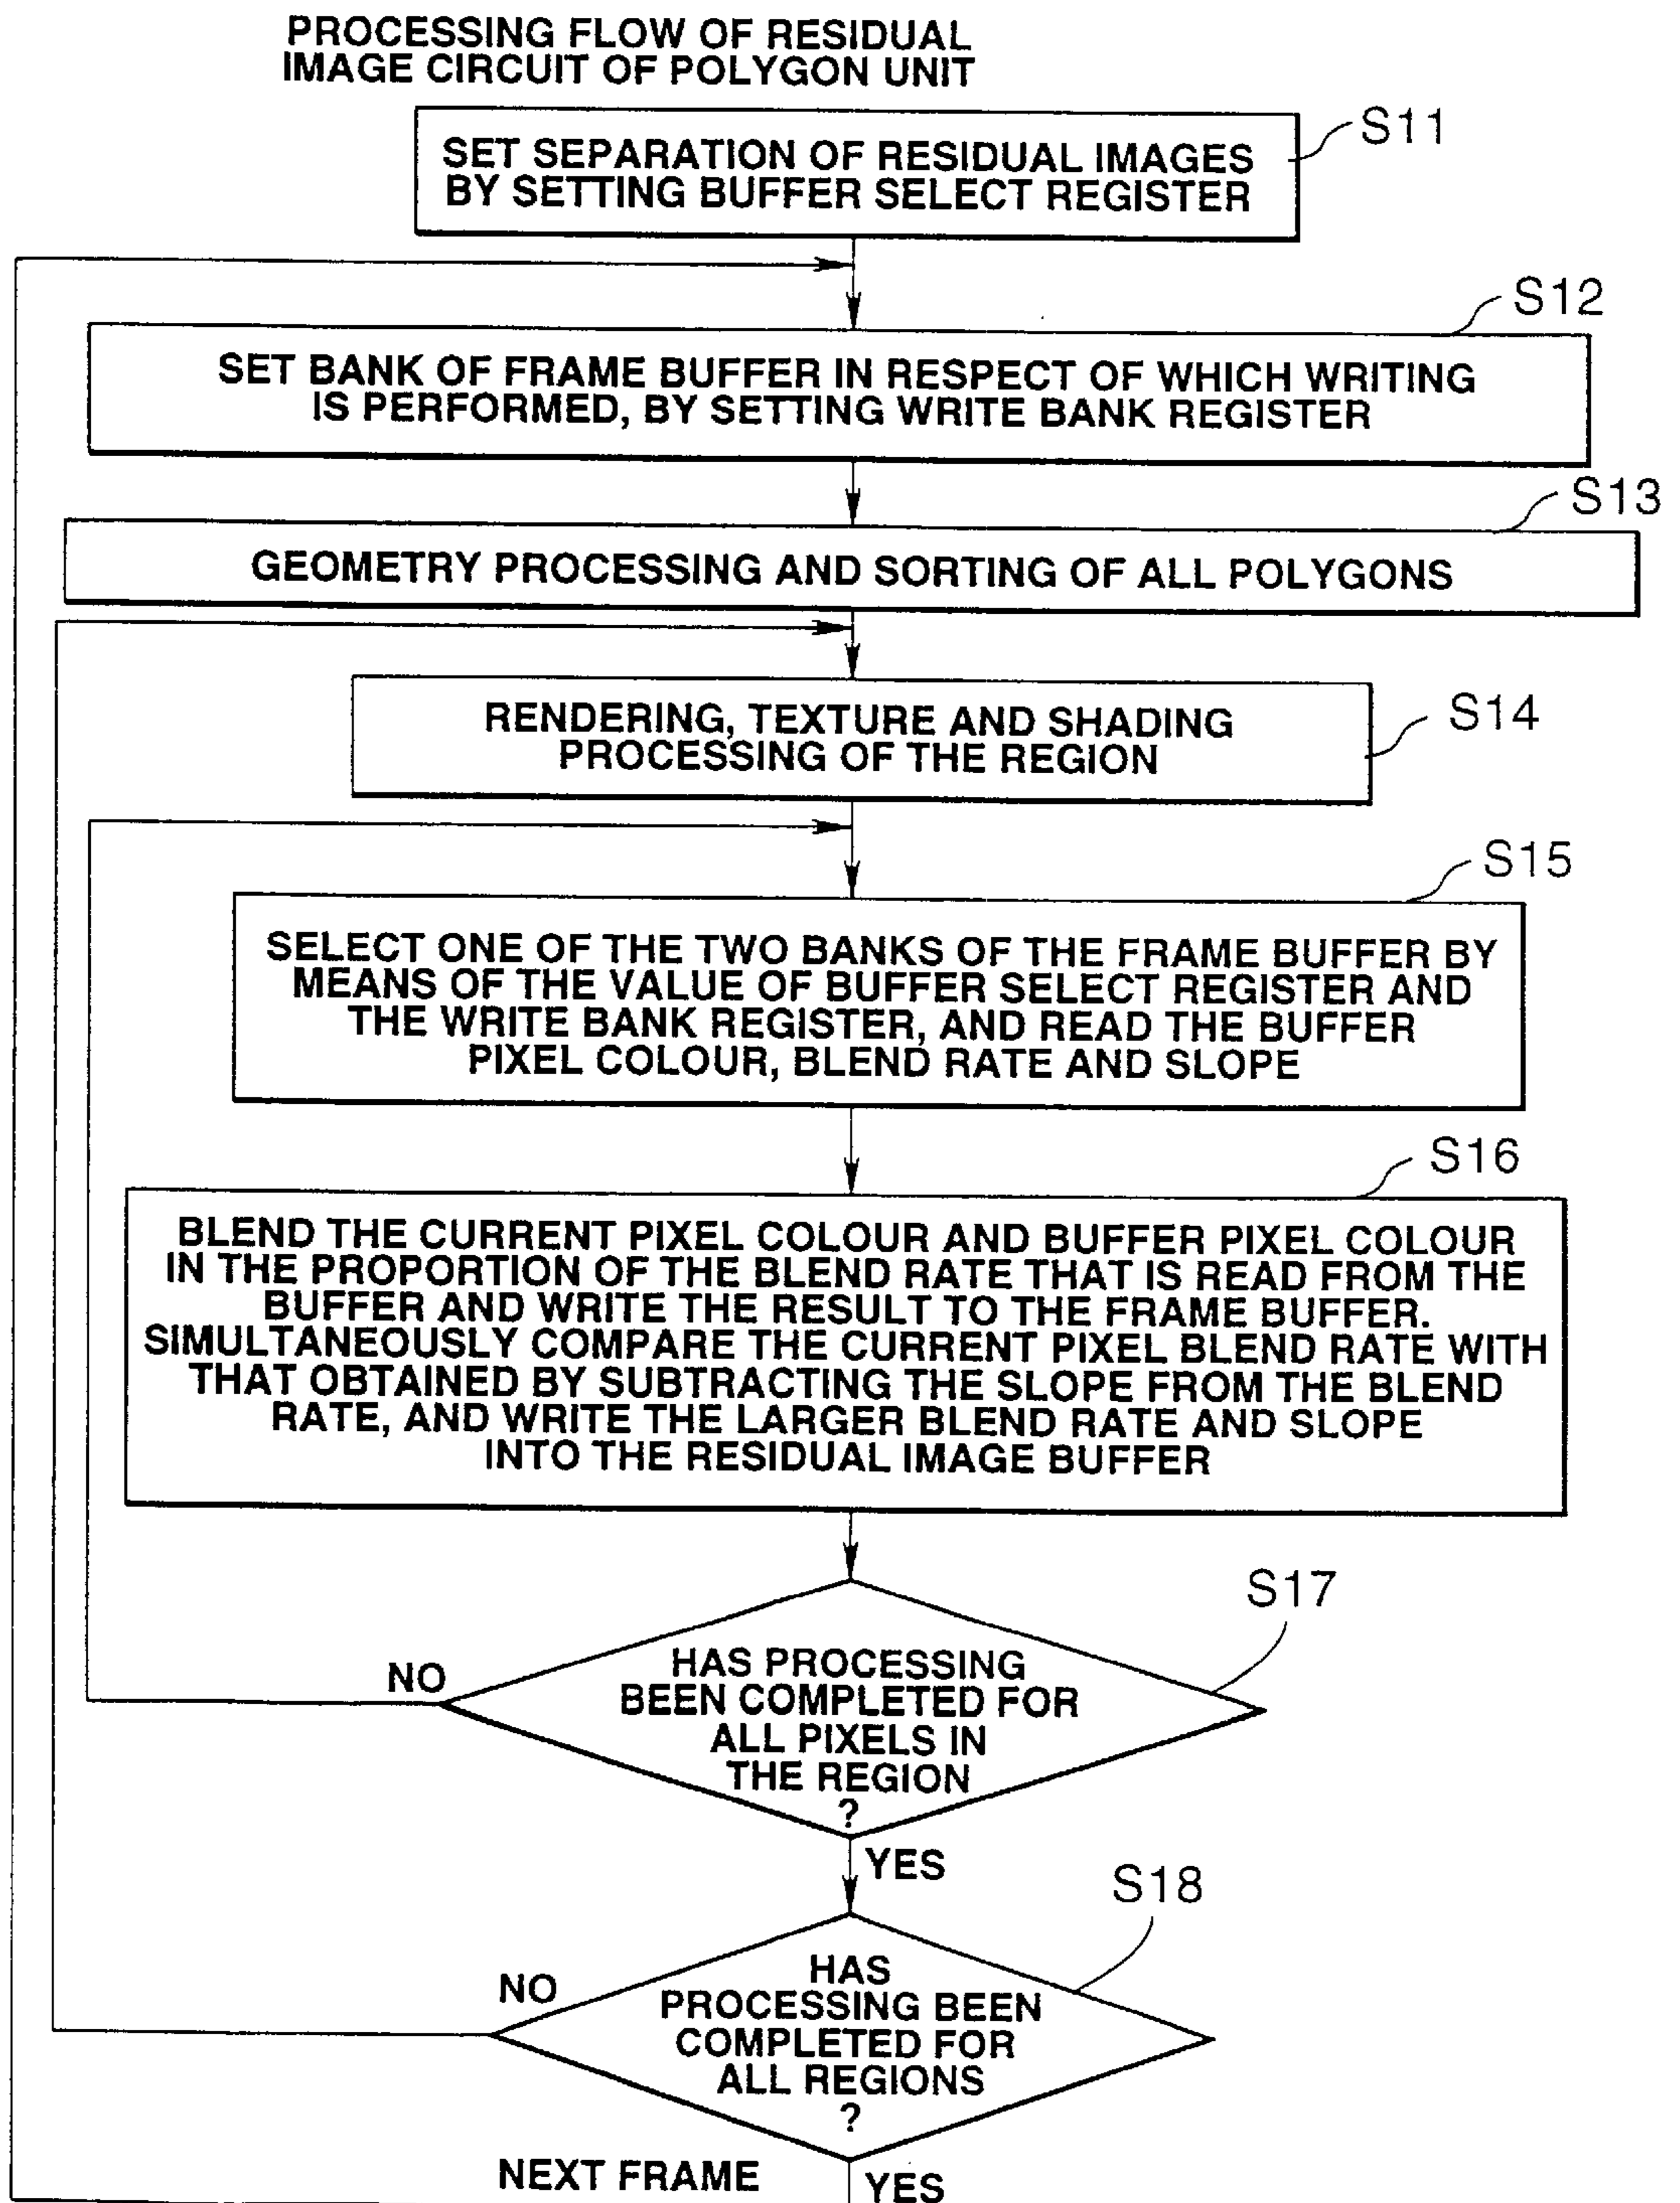 PROCESSING FLOW OF RESIDUAL
IMAGE CIRCUIT OF POLYGON UNIT
S11
SET SEPARATION OF RESIDUAL IMAGES
BY SETTING BUFFER SELECT REGISTER
S12
SET BANK OF FRAME BUFFER IN RESPECT OF WHICH WRITING
IS PERFORMED, BY SETTING WRITE BANK REGISTER
S13
GEOMETRY PROCESSING AND SORTING OF ALL POLYGONS
S14
RENDERING, TEXTURE AND SHADING
PROCESSING OF THE REGION
S15
SELECT ONE OF THE TWO BANKS OF THE FRAME BUFFER BY
MEANS OF THE VALUE OF BUFFER SELECT REGISTER AND
THE WRITE BANK REGISTER, AND READ THE BUFFER
PIXEL COLOUR, BLEND RATE AND SLOPE
S16
BLEND THE CURRENT PIXEL COLOUR AND BUFFER PIXEL COLOUR
IN THE PROPORTION OF THE BLEND RATE THAT IS READ FROM THE
BUFFER AND WRITE THE RESULT TO THE FRAME BUFFER.
SIMULTANEOUSLY COMPARE THE CURRENT PIXEL BLEND RATE WITH
THAT OBTAINED BY SUBTRACTING THE SLOPE FROM THE BLEND
RATE, AND WRITE THE LARGER BLEND RATE AND SLOPE
INTO THE RESIDUAL IMAGE BUFFER
S17
NO
HAS PROCESSING
BEEN COMPLETED FOR
ALL PIXELS IN
THE REGION
?
YES
S18
NO
HAS
PROCESSING BEEN
COMPLETED FOR
ALL REGIONS
?
NEXT FRAME
YES